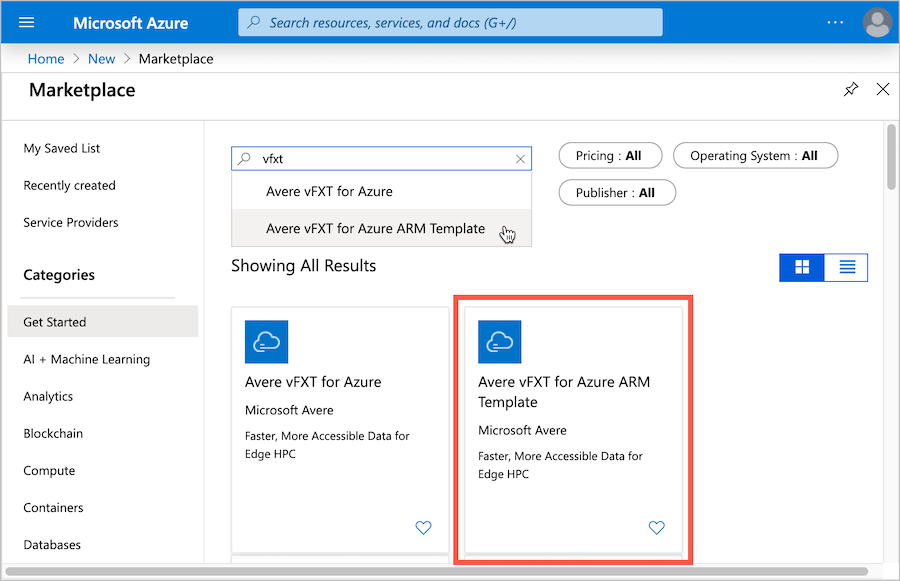 Microsoft Azure
Search resources, services, and docs (G+/)
...
Home > New > Marketplace
Marketplace
My Saved List
Recently created
Service Providers
Categories
Get Started
AI + Machine Learning
Analytics
Blockchain
Compute
Containers
Databases
vfxt
Avere vFXT for Azure
Avere vFXT for Azure ARM Template
Pricing : All
Operating System : All
Publisher : All
Showing All Results
Avere vFXT for Azure
Microsoft Avere
Faster, More Accessible Data for
Edge HPC
Avere vFXT for Azure ARM
Template
Microsoft Avere
Faster, More Accessible Data for
Edge HPC